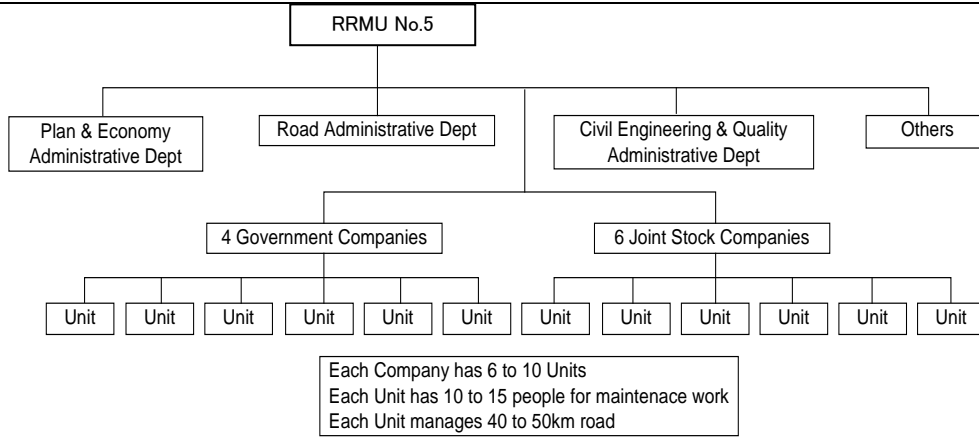 RRMU No.5
Plan & Economy
Administrative Dept
Road Administrative Dept
Civil Engineering & Quality
Administrative Dept
Others
4 Government Companies
6 Joint Stock Companies
Unit
Unit
Unit
Unit
Unit
Unit
Unit
Unit
Unit
Unit
Unit
Unit
Each Company has 6 to 10 Units
Each Unit has 10 to 15 people for maintenace work
Each Unit manages 40 to 50km road